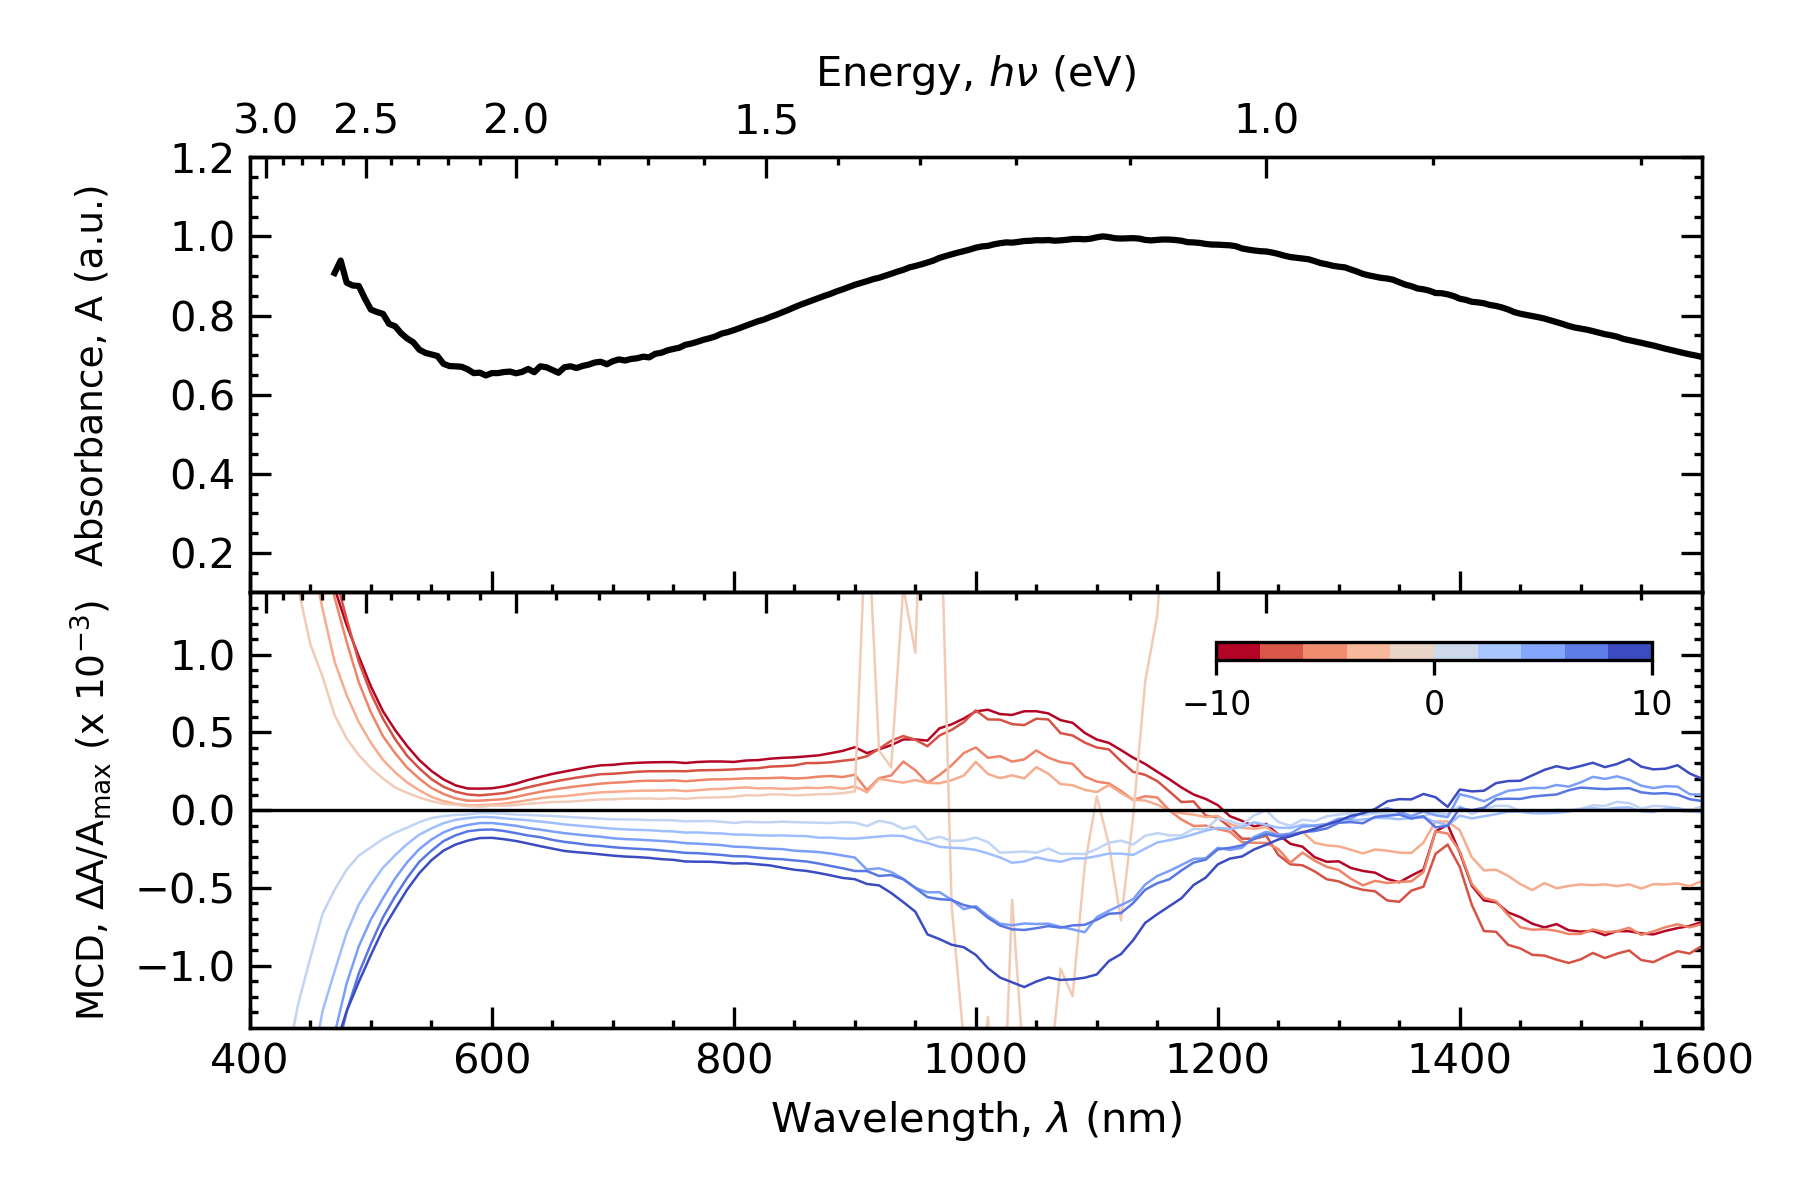 Energy, hν (eV)
3.0 2.5 2.0 1.5 1.0
Absorbance, A (a.u.)
1.2
1.0
0.8
0.6
0.4
0.2
MCD, ΔA/Amax (x 10⁻³)
1.0
0.5
0.0
−0.5
−1.0
−10 0 10
400 600 800 1000 1200 1400 1600
Wavelength, λ (nm)